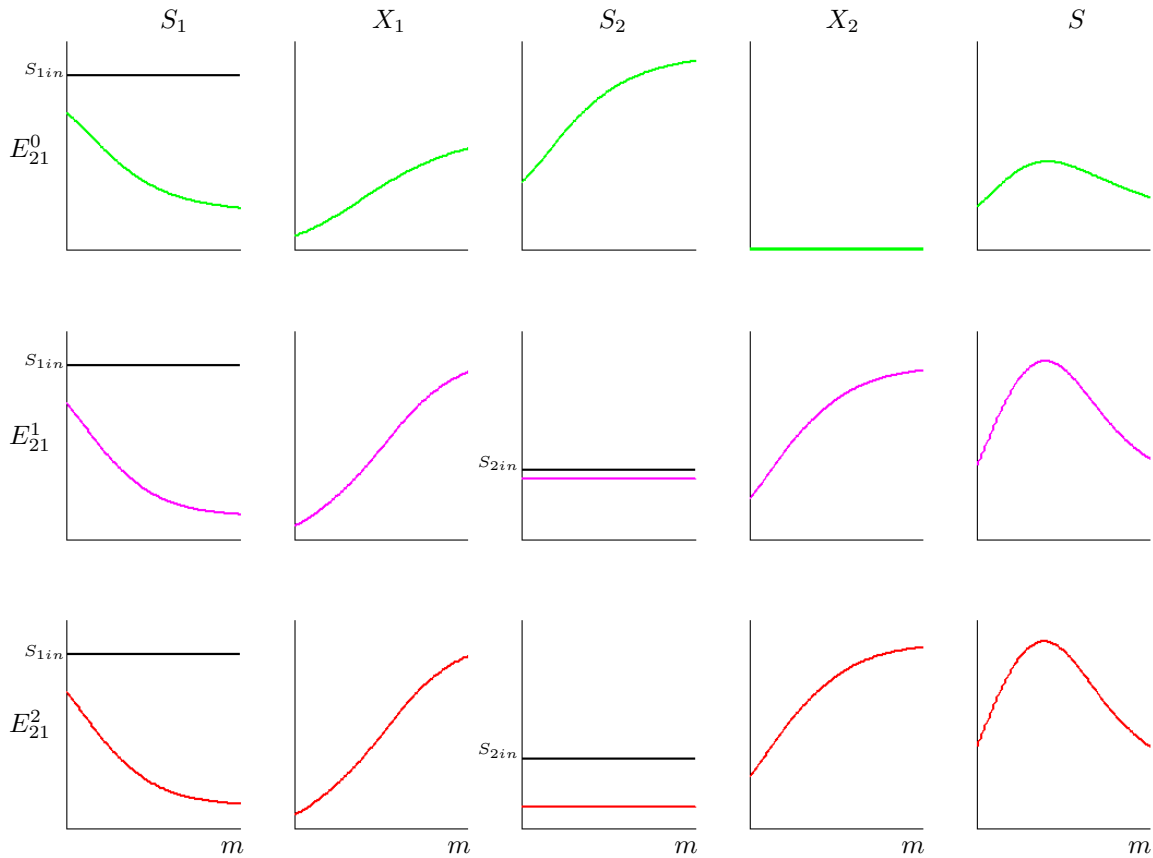 S₁ X₁ S₂ X₂ S
S₁ᵢₙ
E⁰₂₁
S₁ᵢₙ
E¹₂₁
S₂ᵢₙ
S₁ᵢₙ
E²₂₁
S₂ᵢₙ
m m m m m